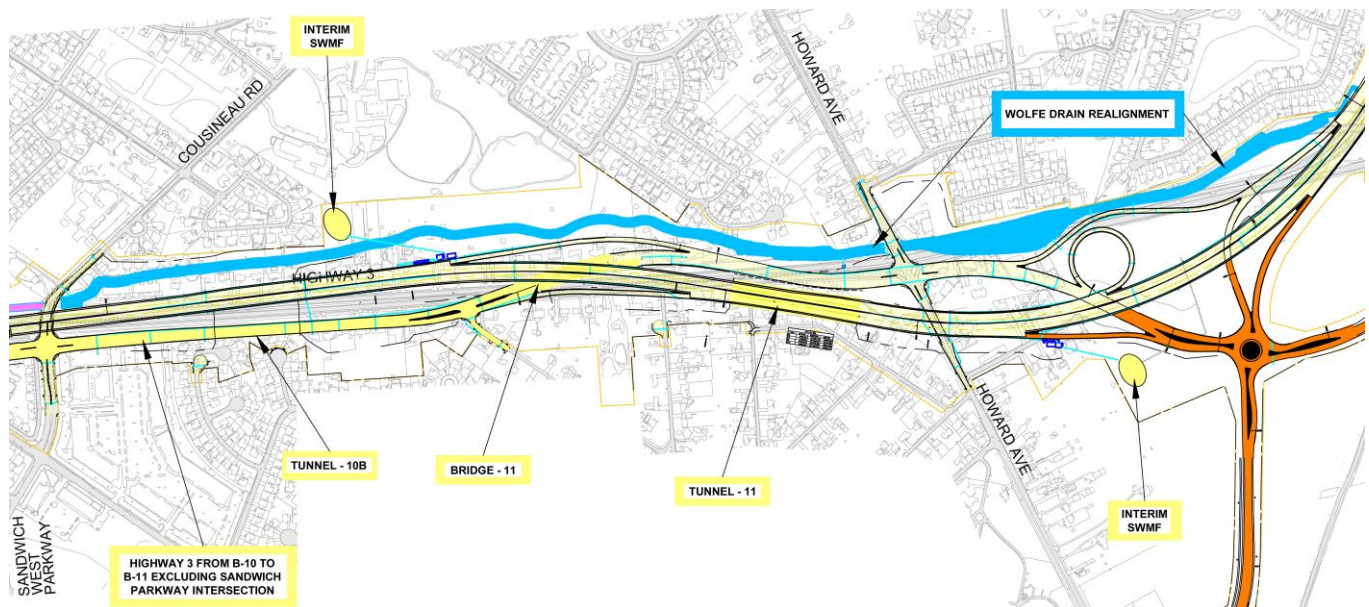 INTERIM
SWMF
COUSINEAU RD
HOWARD AVE
WOLFE DRAIN REALIGNMENT
HIGHWAY 3
TUNNEL - 10B
BRIDGE - 11
TUNNEL - 11
HOWARD AVE
INTERIM
SWMF
SANDWICH
WEST
PARKWAY
HIGHWAY 3 FROM B-10 TO
B-11 EXCLUDING SANDWICH
PARKWAY INTERSECTION